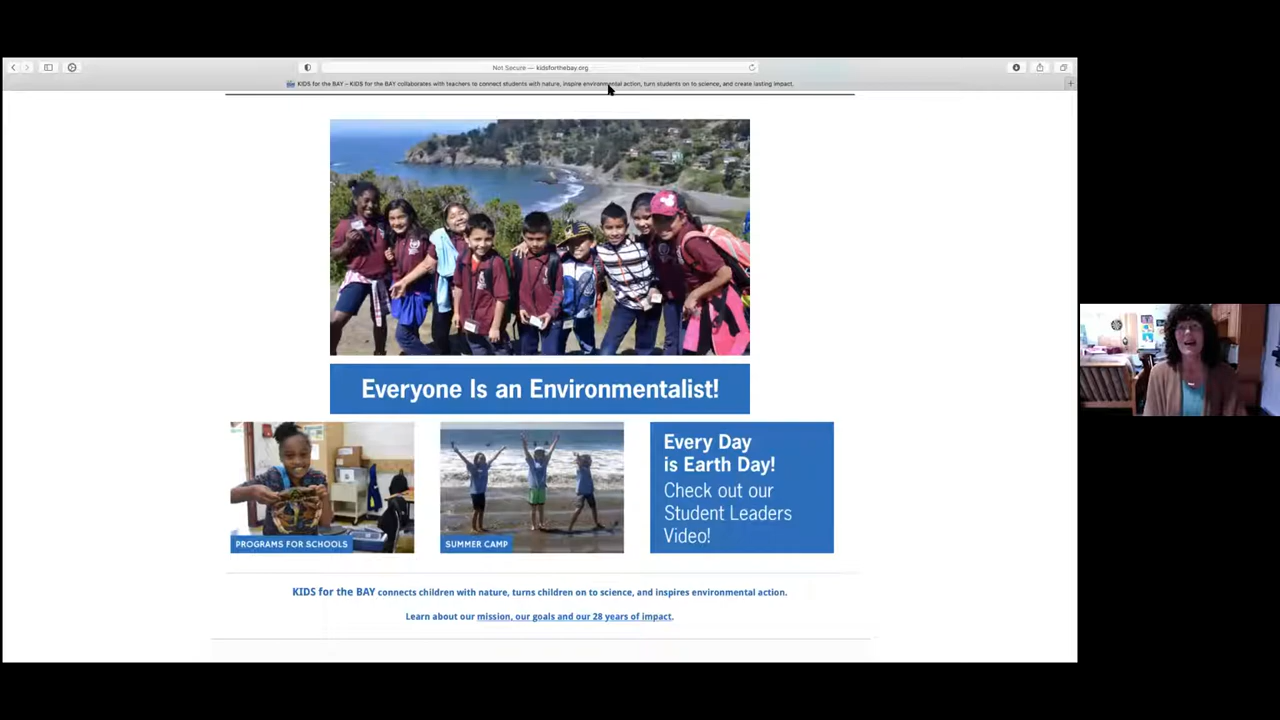 Not Secure — kidsforthebay.org
KIDS for the BAY – KIDS for the BAY collaborates with teachers to connect students with nature, inspire environmental action, turn students on to science, and create lasting impact.
Everyone Is an Environmentalist!
PROGRAMS FOR SCHOOLS
SUMMER CAMP
Every Day
is Earth Day!
Check out our
Student Leaders
Video!
KIDS for the BAY connects children with nature, turns children on to science, and inspires environmental action.
Learn about our mission, our goals and our 28 years of impact.